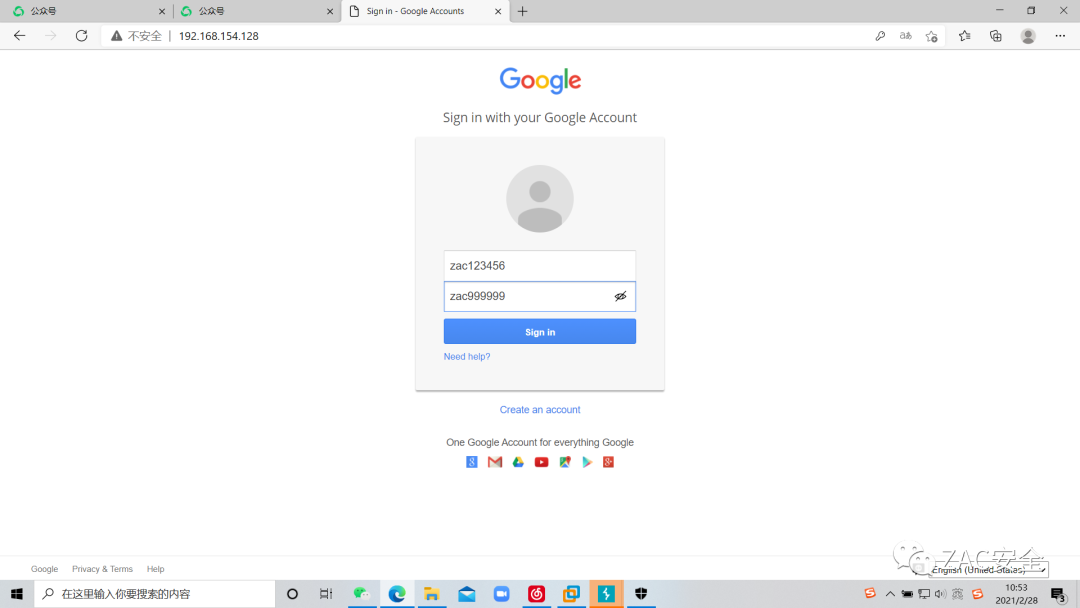 公众号
公众号
Sign in - Google Accounts
不安全
192.168.154.128
aあ
Google
Sign in with your Google Account
zac123456
zac999999
Sign in
Need help?
Create an account
One Google Account for everything Google
Google Privacy & Terms Help
ZAC安全
English (United States)
在这里输入你要搜索的内容
英
10:53
2021/2/28
3